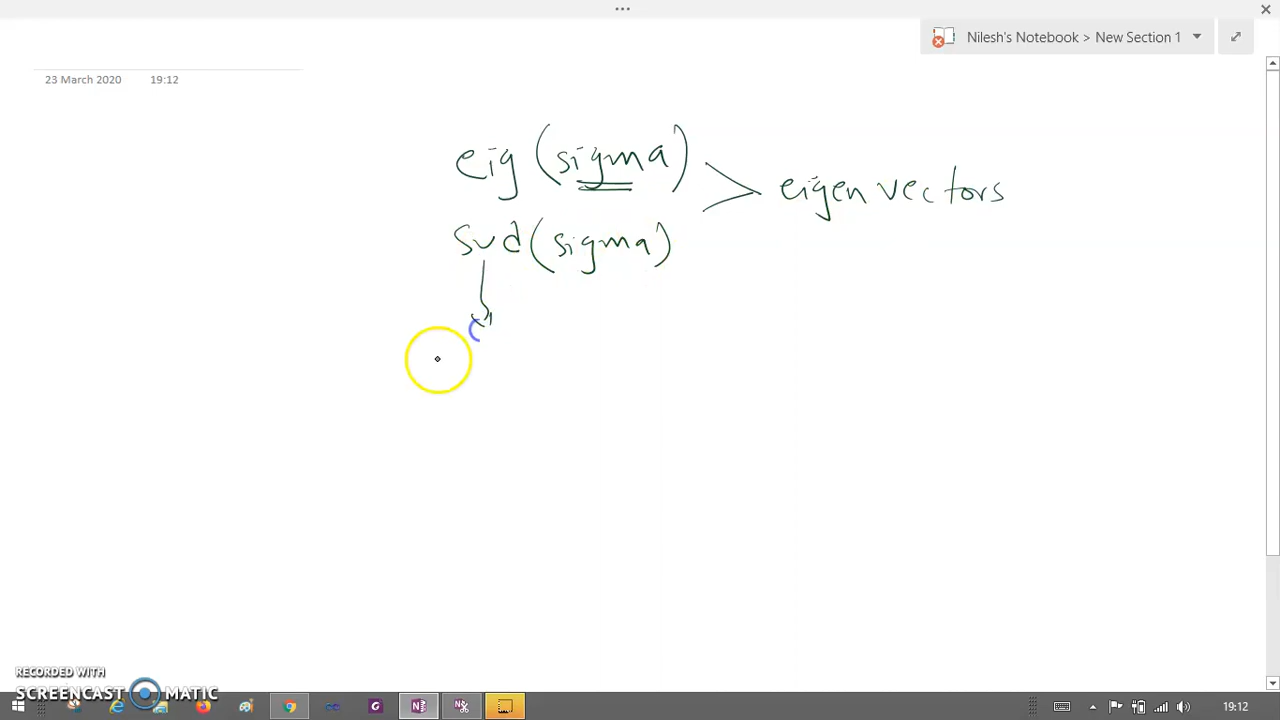 Nilesh's Notebook > New Section 1
23 March 2020 19:12
eig (sigma)
svd (sigma)
> eigen vectors
RECORDED WITH
SCREENCAST MATIC
19:12